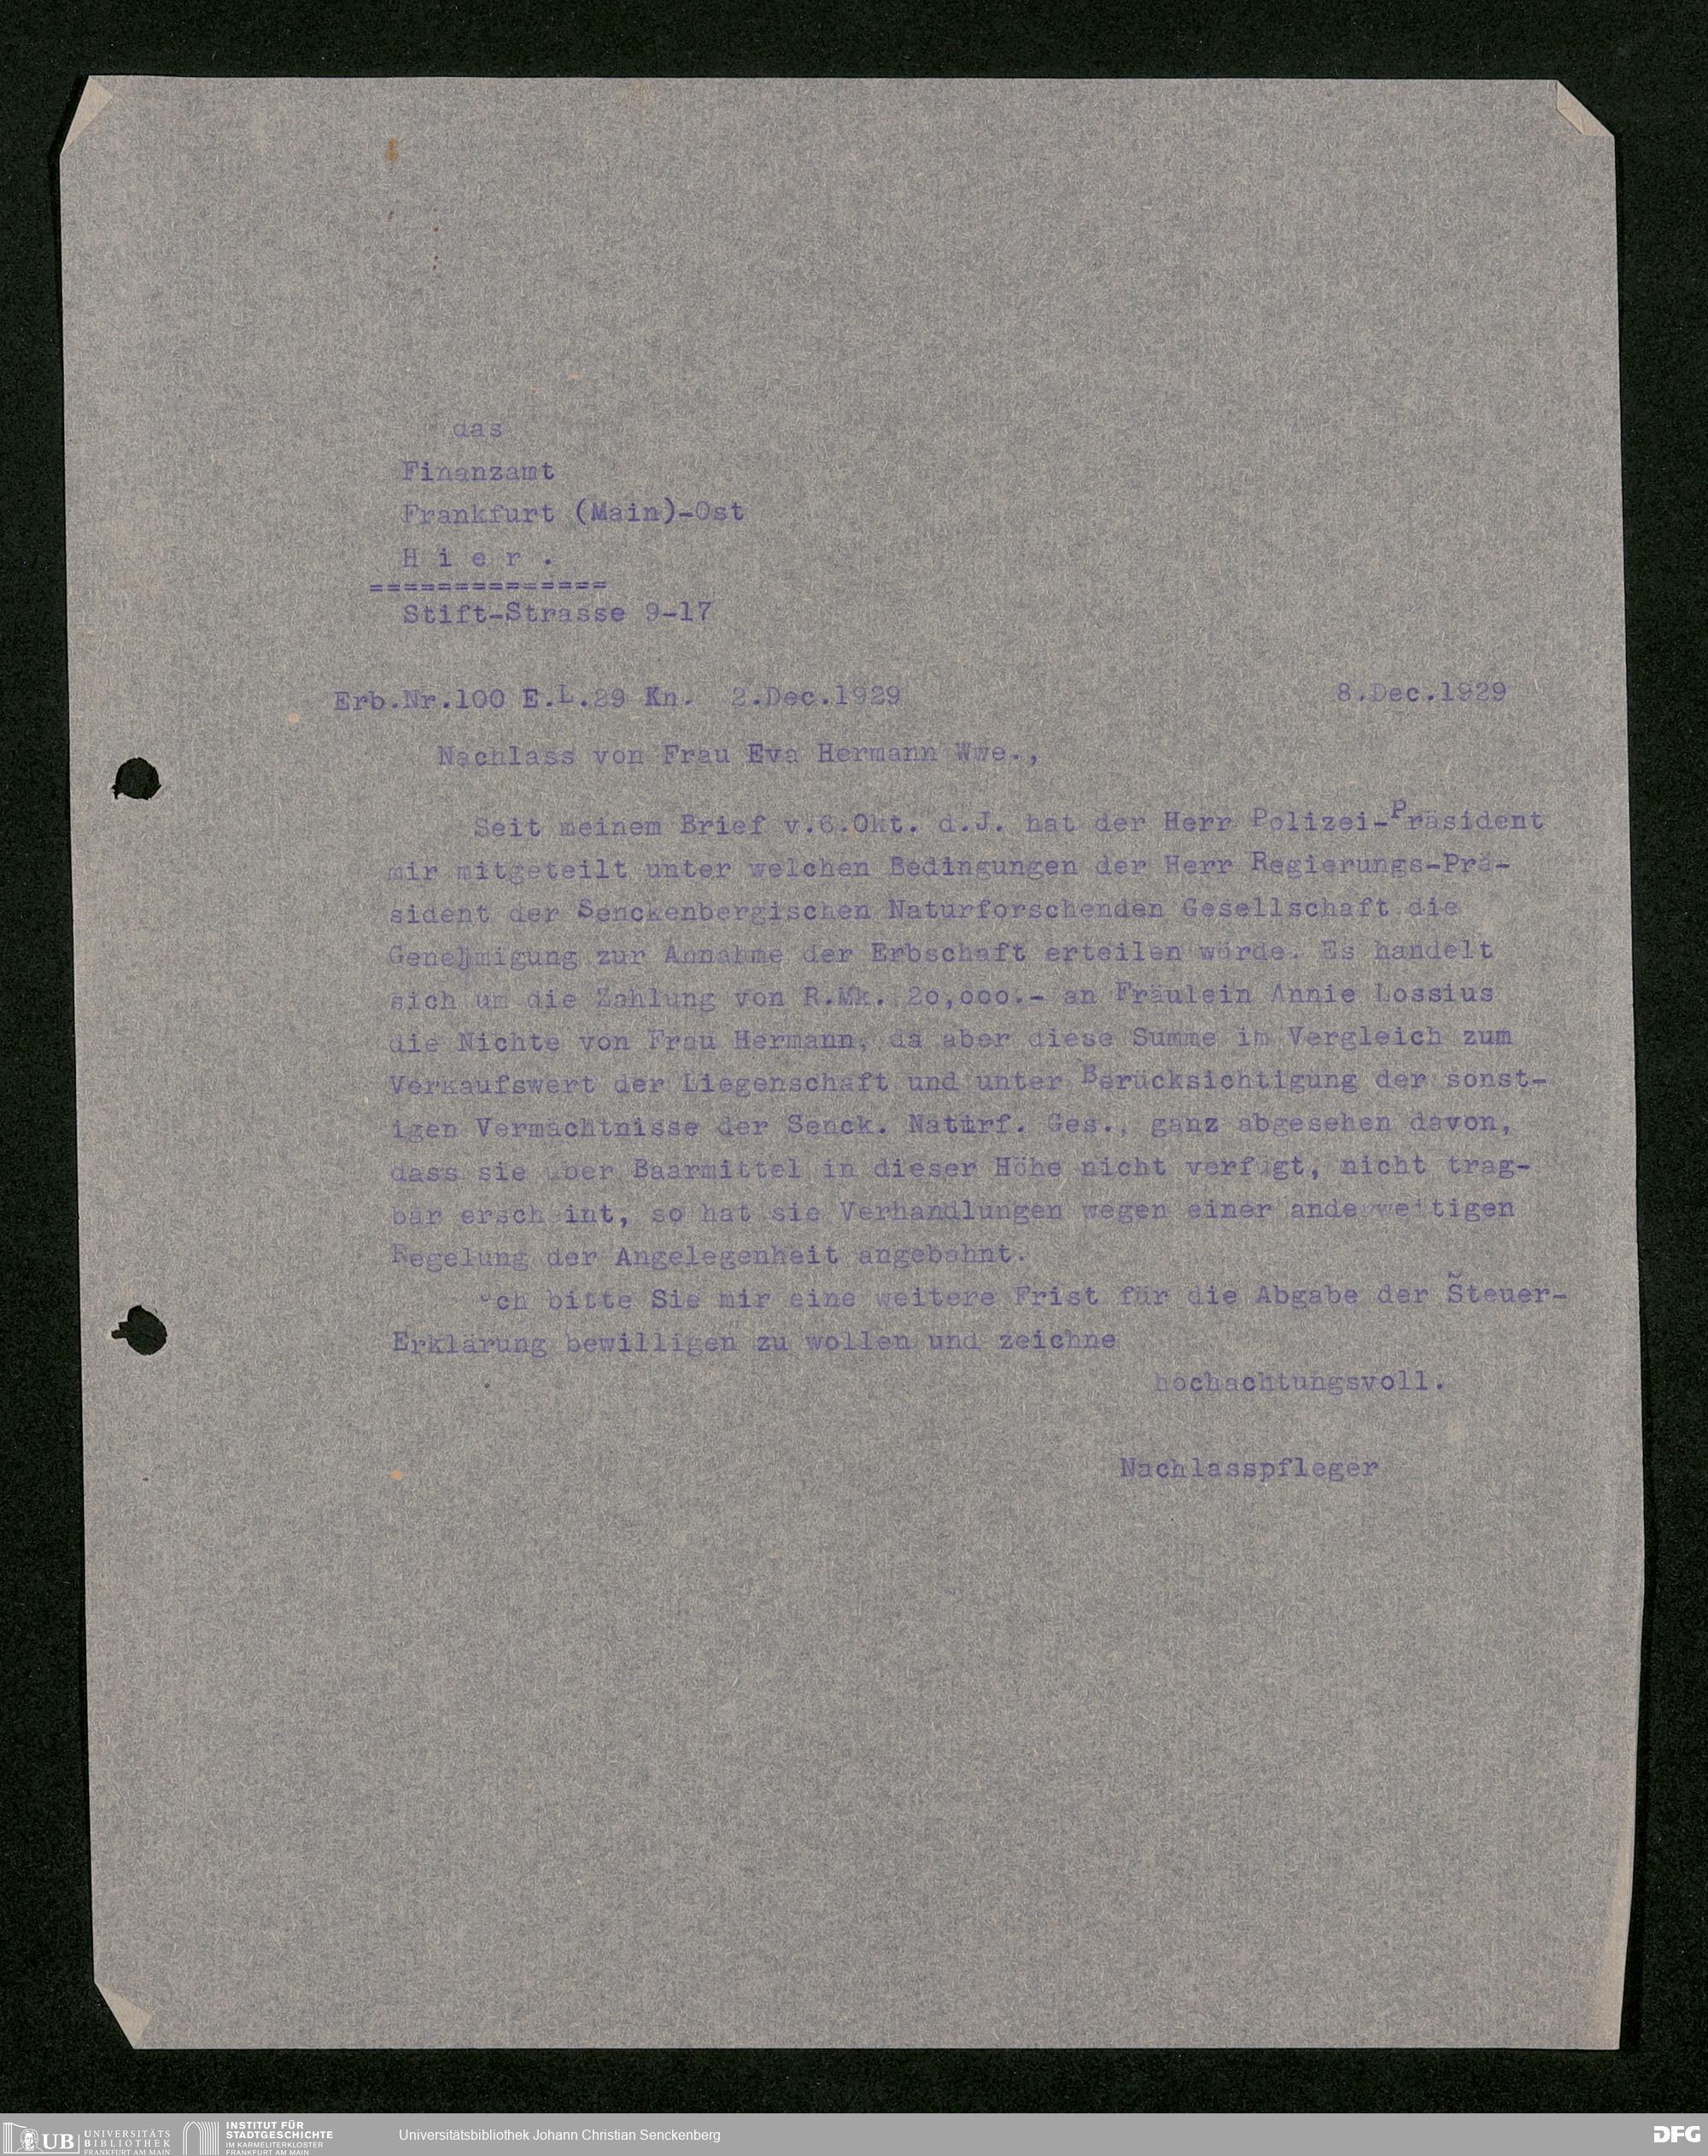 das
Finanzamt
Frankfurt (Main)-Ost
H i e r .
==============
Stift-Strasse 9-17
Erb.Nr.100 E.L.29 Kn. 2.Dec.1929 8.Dec.1929
Nachlass von Frau Eva Hermann Wwe.,
Seit meinem Brief v.6.Okt. d.J. hat der Herr Polizei-Präsident
mir mitgeteilt unter welchen Bedingungen der Herr Regierungs-Prä-
sident der Senckenbergischen Naturforschenden Gesellschaft die
Genehmigung zur Annahme der Erbschaft erteilen würde. Es handelt
sich um die Zahlung von R.Mk. 20,000.- an Fräulein Annie Lossius
die Nichte von Frau Hermann, da aber diese Summe im Vergleich zum
Verkaufswert der Liegenschaft und unter Berücksichtigung der sonst-
igen Vermächtnisse der Senck. Naturf. Ges., ganz abgesehen davon,
dass sie über Baarmittel in dieser Höhe nicht verfügt, nicht trag-
bar erscheint, so hat sie Verhandlungen wegen einer anderweitigen
Regelung der Angelegenheit angebahnt.
Jch bitte Sie mir eine weitere Frist für die Abgabe der Steuer-
Erklärung bewilligen zu wollen und zeichne
hochachtungsvoll.
Nachlasspfleger
UB UNIVERSITÄTS
BIBLIOTHEK
FRANKFURT AM MAIN
INSTITUT FÜR
STADTGESCHICHTE
IM KARMELITERKLOSTER
FRANKFURT AM MAIN
Universitätsbibliothek Johann Christian Senckenberg
DFG